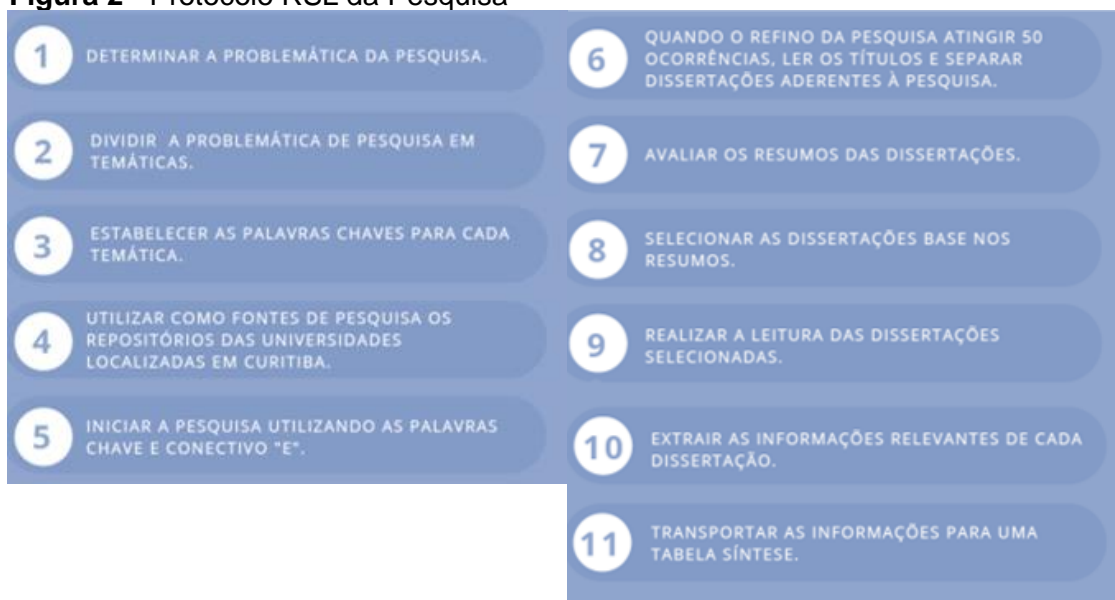 Figura 2 - Protocolo RSL da Pesquisa
1
DETERMINAR A PROBLEMÁTICA DA PESQUISA.
2
DIVIDIR A PROBLEMÁTICA DE PESQUISA EM
TEMÁTICAS.
3
ESTABELECER AS PALAVRAS CHAVES PARA CADA
TEMÁTICA.
4
UTILIZAR COMO FONTES DE PESQUISA OS
REPOSITÓRIOS DAS UNIVERSIDADES
LOCALIZADAS EM CURITIBA.
5
INICIAR A PESQUISA UTILIZANDO AS PALAVRAS
CHAVE E CONECTIVO "E".
6
QUANDO O REFINO DA PESQUISA ATINGIR 50
OCORRÊNCIAS, LER OS TÍTULOS E SEPARAR
DISSERTAÇÕES ADERENTES À PESQUISA.
7
AVALIAR OS RESUMOS DAS DISSERTAÇÕES.
8
SELECIONAR AS DISSERTAÇÕES BASE NOS
RESUMOS.
9
REALIZAR A LEITURA DAS DISSERTAÇÕES
SELECIONADAS.
10
EXTRAIR AS INFORMAÇÕES RELEVANTES DE CADA
DISSERTAÇÃO.
11
TRANSPORTAR AS INFORMAÇÕES PARA UMA
TABELA SÍNTESE.